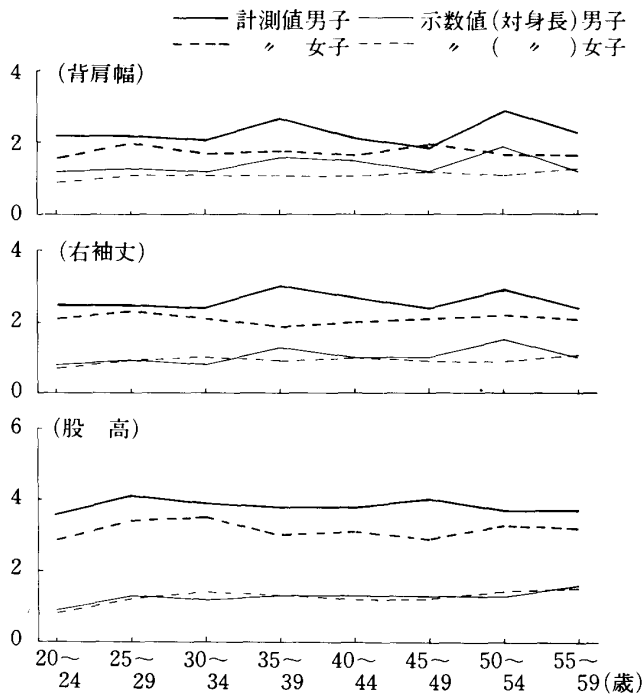 計測値男子 示数値(対身長)男子
〃 女子 〃 ( 〃 )女子
(背肩幅)
4
2
0
(右袖丈)
4
2
0
(股 高)
6
4
2
0
20～ 25～ 30～ 35～ 40～ 45～ 50～ 55～
24 29 34 39 44 49 54 59(歳)